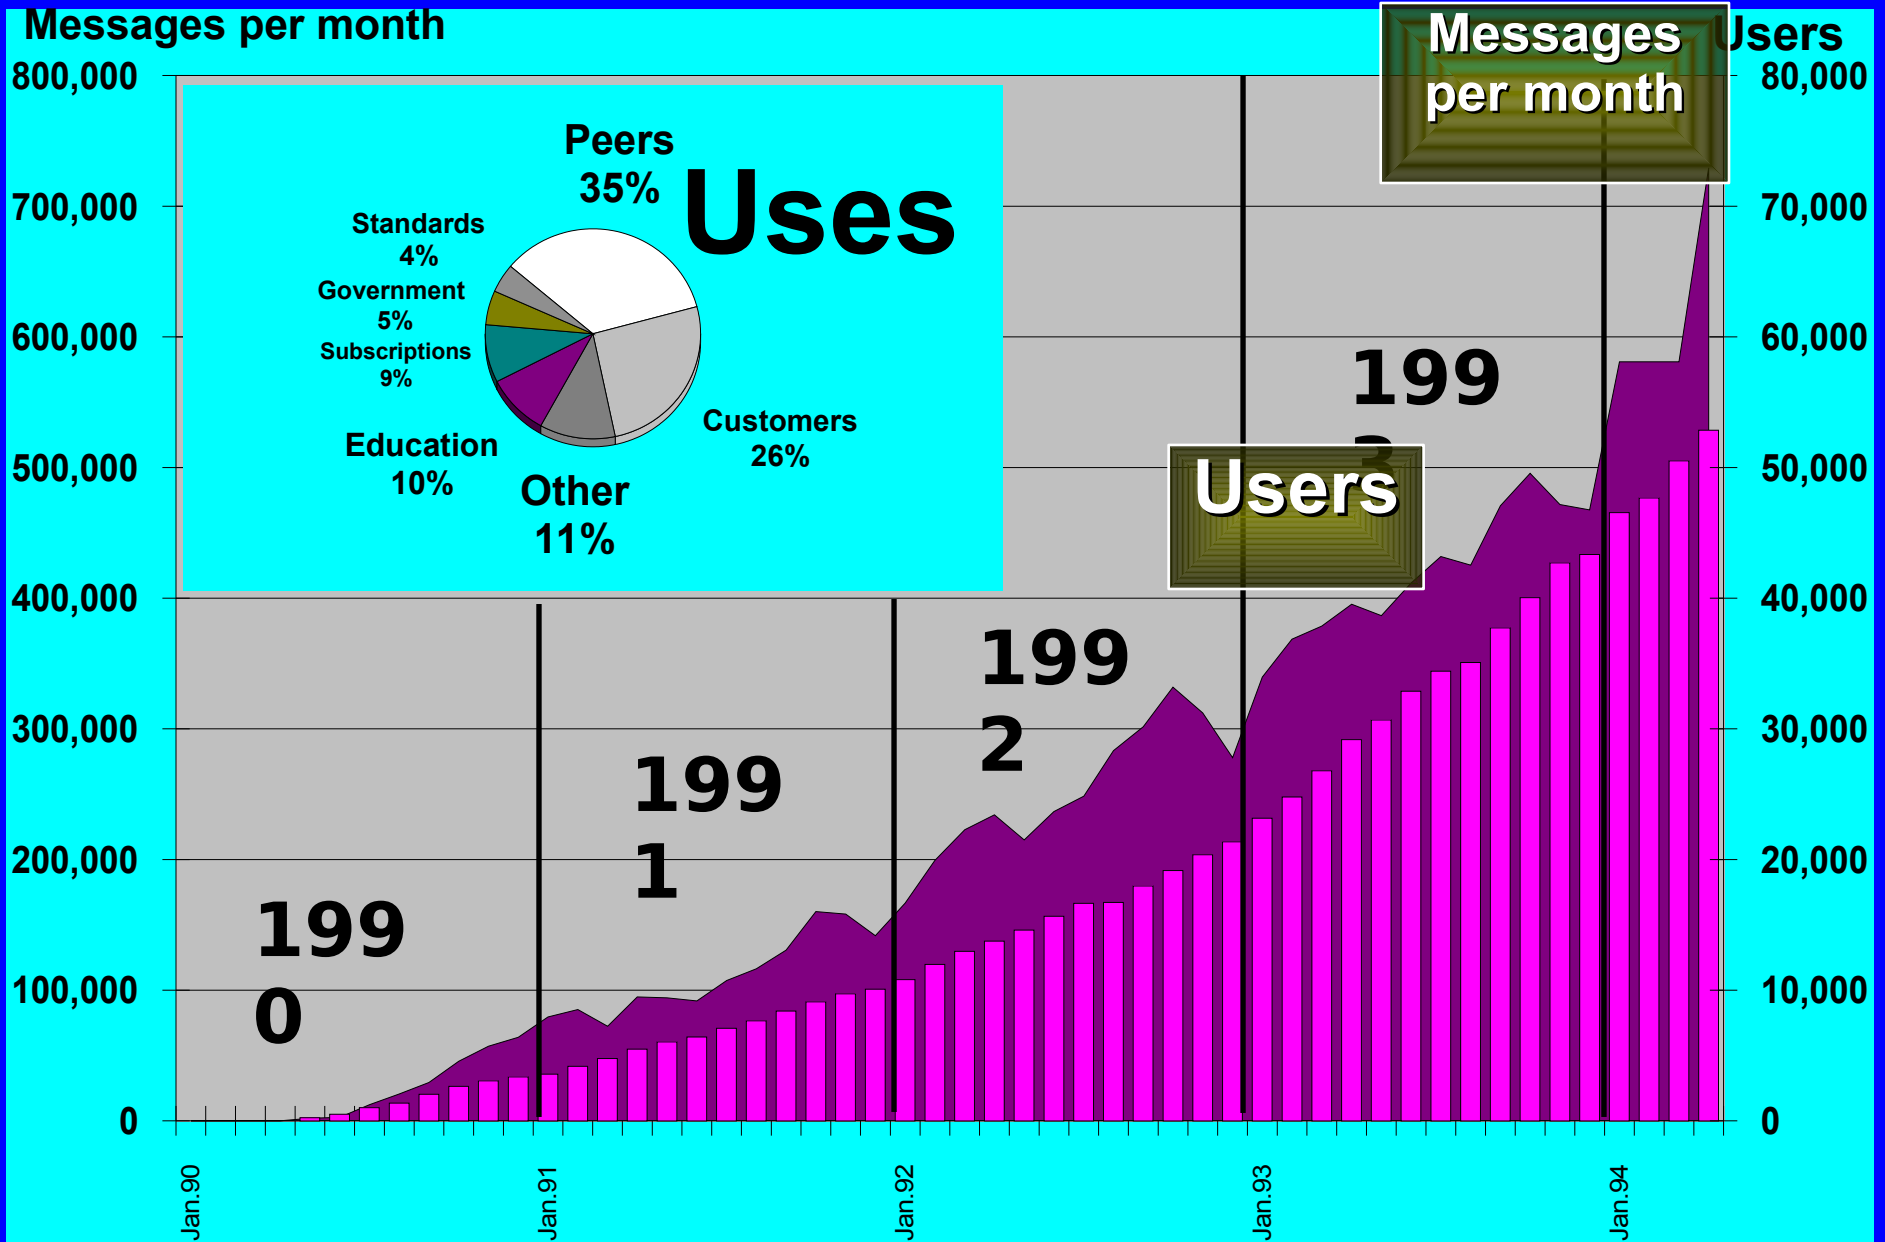 Messages per month
Messages
per month
Users
800,000
700,000
600,000
500,000
400,000
300,000
200,000
100,000
0
80,000
70,000
60,000
50,000
40,000
30,000
20,000
10,000
0
Uses
Peers
35%
Standards
4%
Government
5%
Subscriptions
9%
Education
10%
Other
11%
Customers
26%
199
0
199
1
199
2
199
3
Users
Jan.90
Jan.91
Jan.92
Jan.93
Jan.94